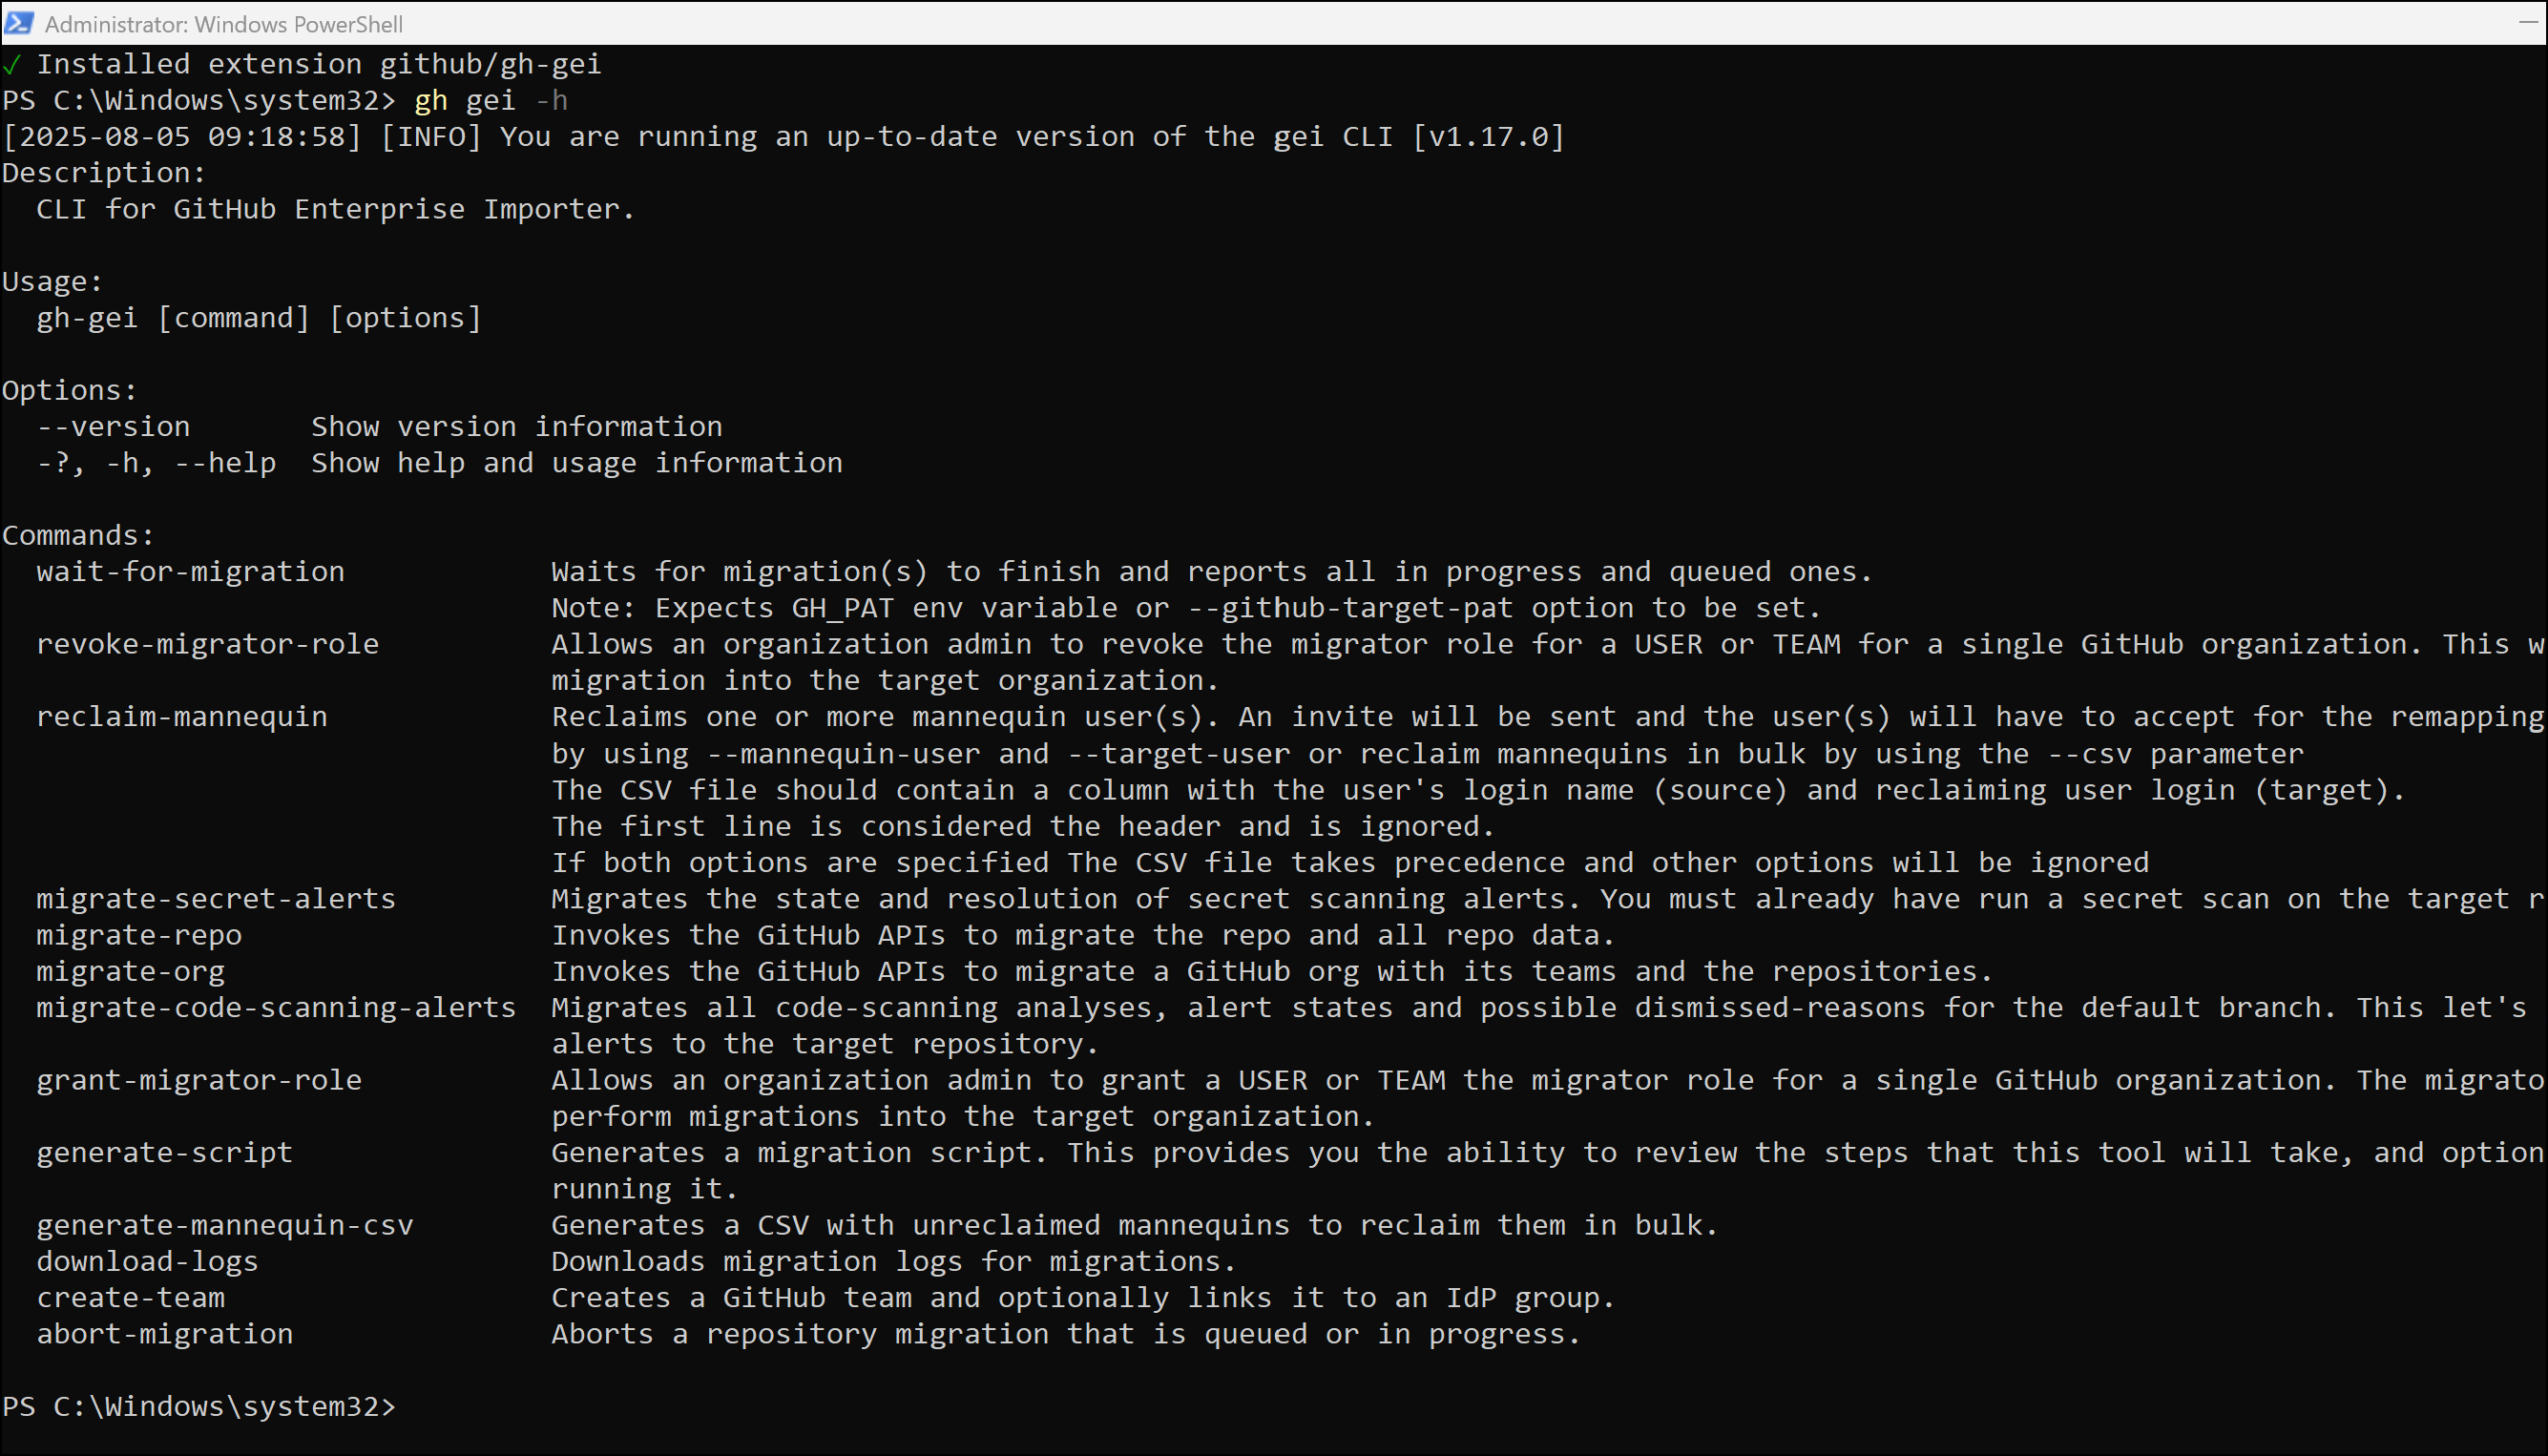 Administrator: Windows PowerShell
✓ Installed extension github/gh-gei
PS C:\Windows\system32> gh gei -h
[2025-08-05 09:18:58] [INFO] You are running an up-to-date version of the gei CLI [v1.17.0]
Description:
  CLI for GitHub Enterprise Importer.

Usage:
  gh-gei [command] [options]

Options:
  --version       Show version information
  -?, -h, --help  Show help and usage information

Commands:
  wait-for-migration            Waits for migration(s) to finish and reports all in progress and queued ones.
                                Note: Expects GH_PAT env variable or --github-target-pat option to be set.
  revoke-migrator-role          Allows an organization admin to revoke the migrator role for a USER or TEAM for a single GitHub organization. This w
                                migration into the target organization.
  reclaim-mannequin             Reclaims one or more mannequin user(s). An invite will be sent and the user(s) will have to accept for the remapping
                                by using --mannequin-user and --target-user or reclaim mannequins in bulk by using the --csv parameter
                                The CSV file should contain a column with the user's login name (source) and reclaiming user login (target).
                                The first line is considered the header and is ignored.
                                If both options are specified The CSV file takes precedence and other options will be ignored
  migrate-secret-alerts         Migrates the state and resolution of secret scanning alerts. You must already have run a secret scan on the target r
  migrate-repo                  Invokes the GitHub APIs to migrate the repo and all repo data.
  migrate-org                   Invokes the GitHub APIs to migrate a GitHub org with its teams and the repositories.
  migrate-code-scanning-alerts  Migrates all code-scanning analyses, alert states and possible dismissed-reasons for the default branch. This let's
                                alerts to the target repository.
  grant-migrator-role           Allows an organization admin to grant a USER or TEAM the migrator role for a single GitHub organization. The migrato
                                perform migrations into the target organization.
  generate-script               Generates a migration script. This provides you the ability to review the steps that this tool will take, and option
                                running it.
  generate-mannequin-csv        Generates a CSV with unreclaimed mannequins to reclaim them in bulk.
  download-logs                 Downloads migration logs for migrations.
  create-team                   Creates a GitHub team and optionally links it to an IdP group.
  abort-migration               Aborts a repository migration that is queued or in progress.

PS C:\Windows\system32>